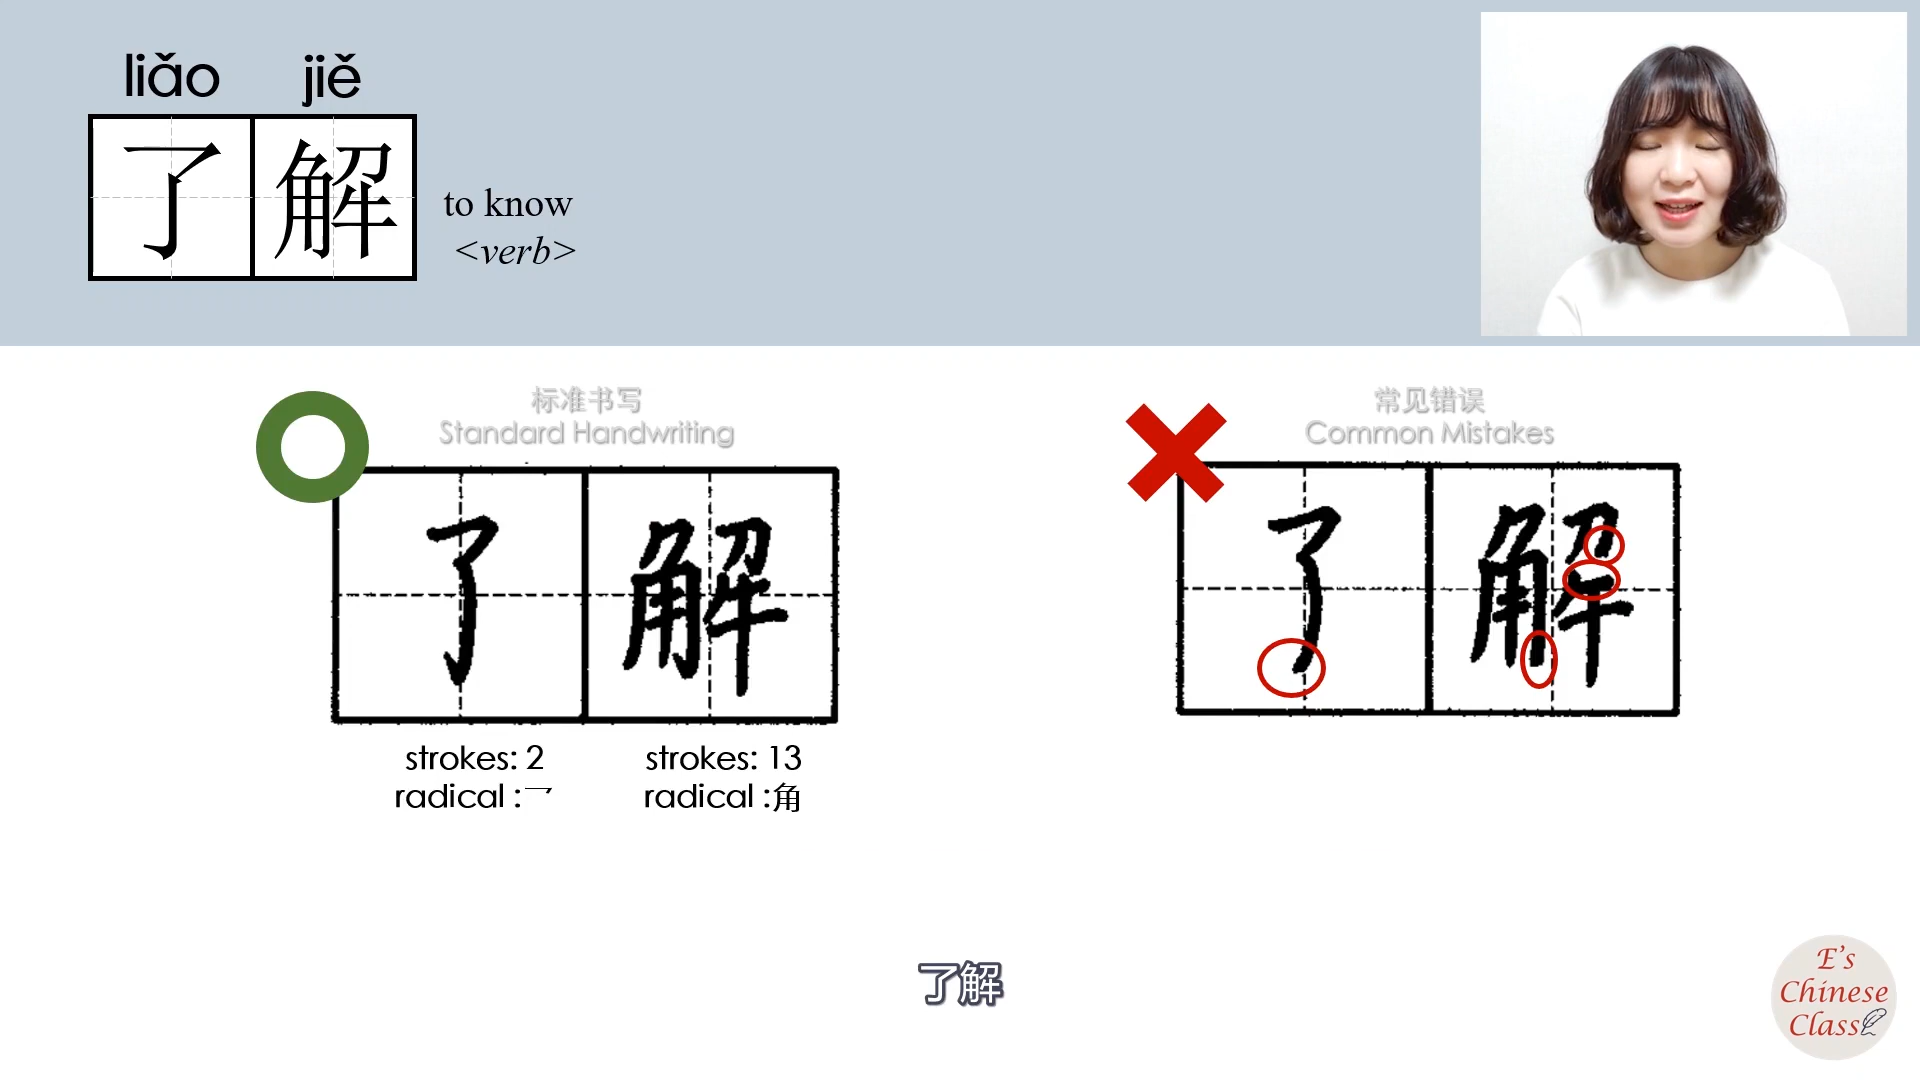 liǎo jiě
了解
to know
<verb>
标准书写
Standard Handwriting
常见错误
Common Mistakes
了解
了解
strokes: 2
radical :乛
strokes: 13
radical :角
了解
E's
Chinese
Class